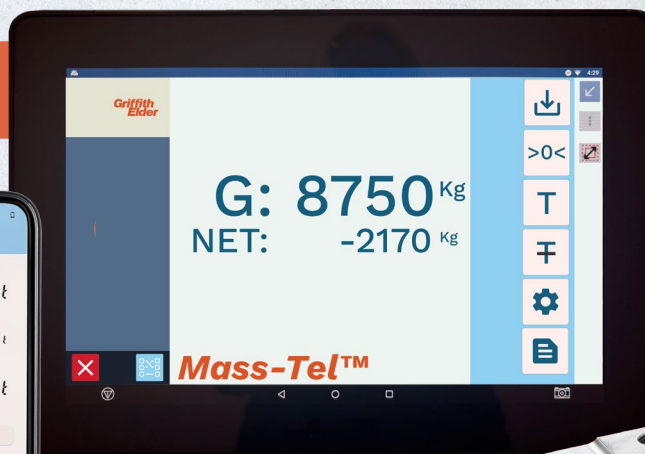 4:29
Griffith
Elder
G: 8750 Kg
NET: -2170 Kg
>0<
T
T
Mass-Tel™